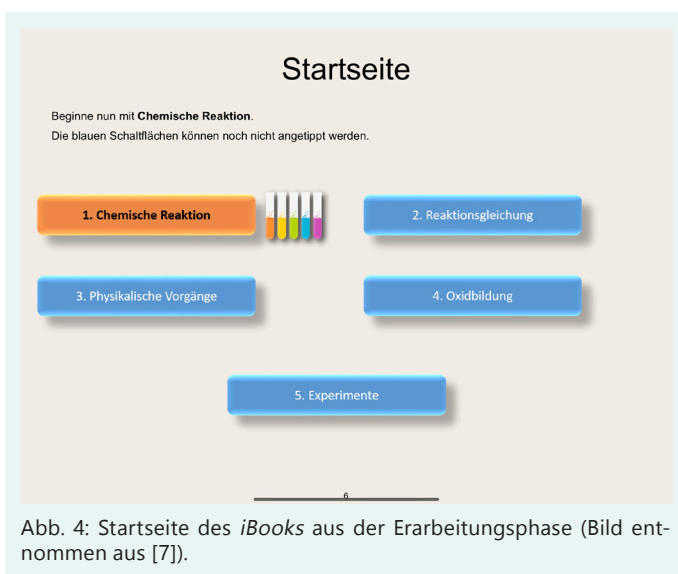 Startseite
Beginne nun mit Chemische Reaktion.
Die blauen Schaltflächen können noch nicht angetippt werden.
1. Chemische Reaktion
2. Reaktionsgleichung
3. Physikalische Vorgänge
4. Oxidbildung
5. Experimente
6
Abb. 4: Startseite des iBooks aus der Erarbeitungsphase (Bild ent-
nommen aus [7]).